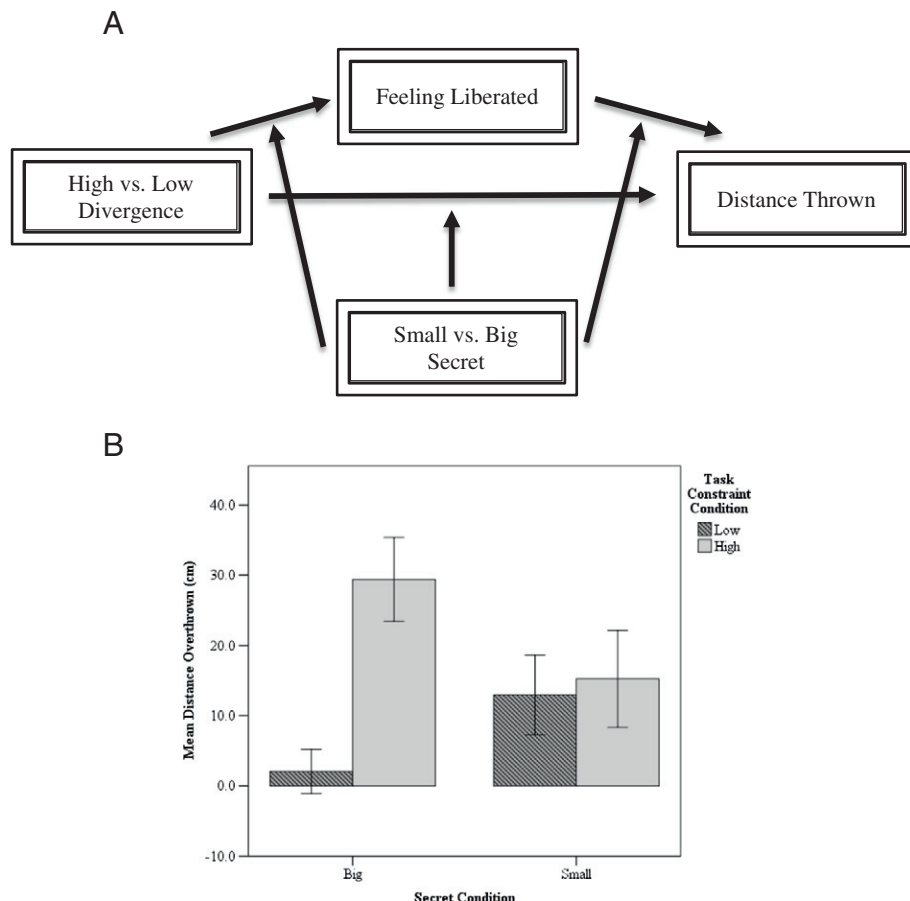 A
Feeling Liberated
High vs. Low
Divergence
Distance Thrown
Small vs. Big
Secret
B
Task
Constraint
Condition
Low
High
Mean Distance Overthrown (cm)
40.0
30.0
20.0
10.0
0.0
-10.0
Big
Small
Secret Condition